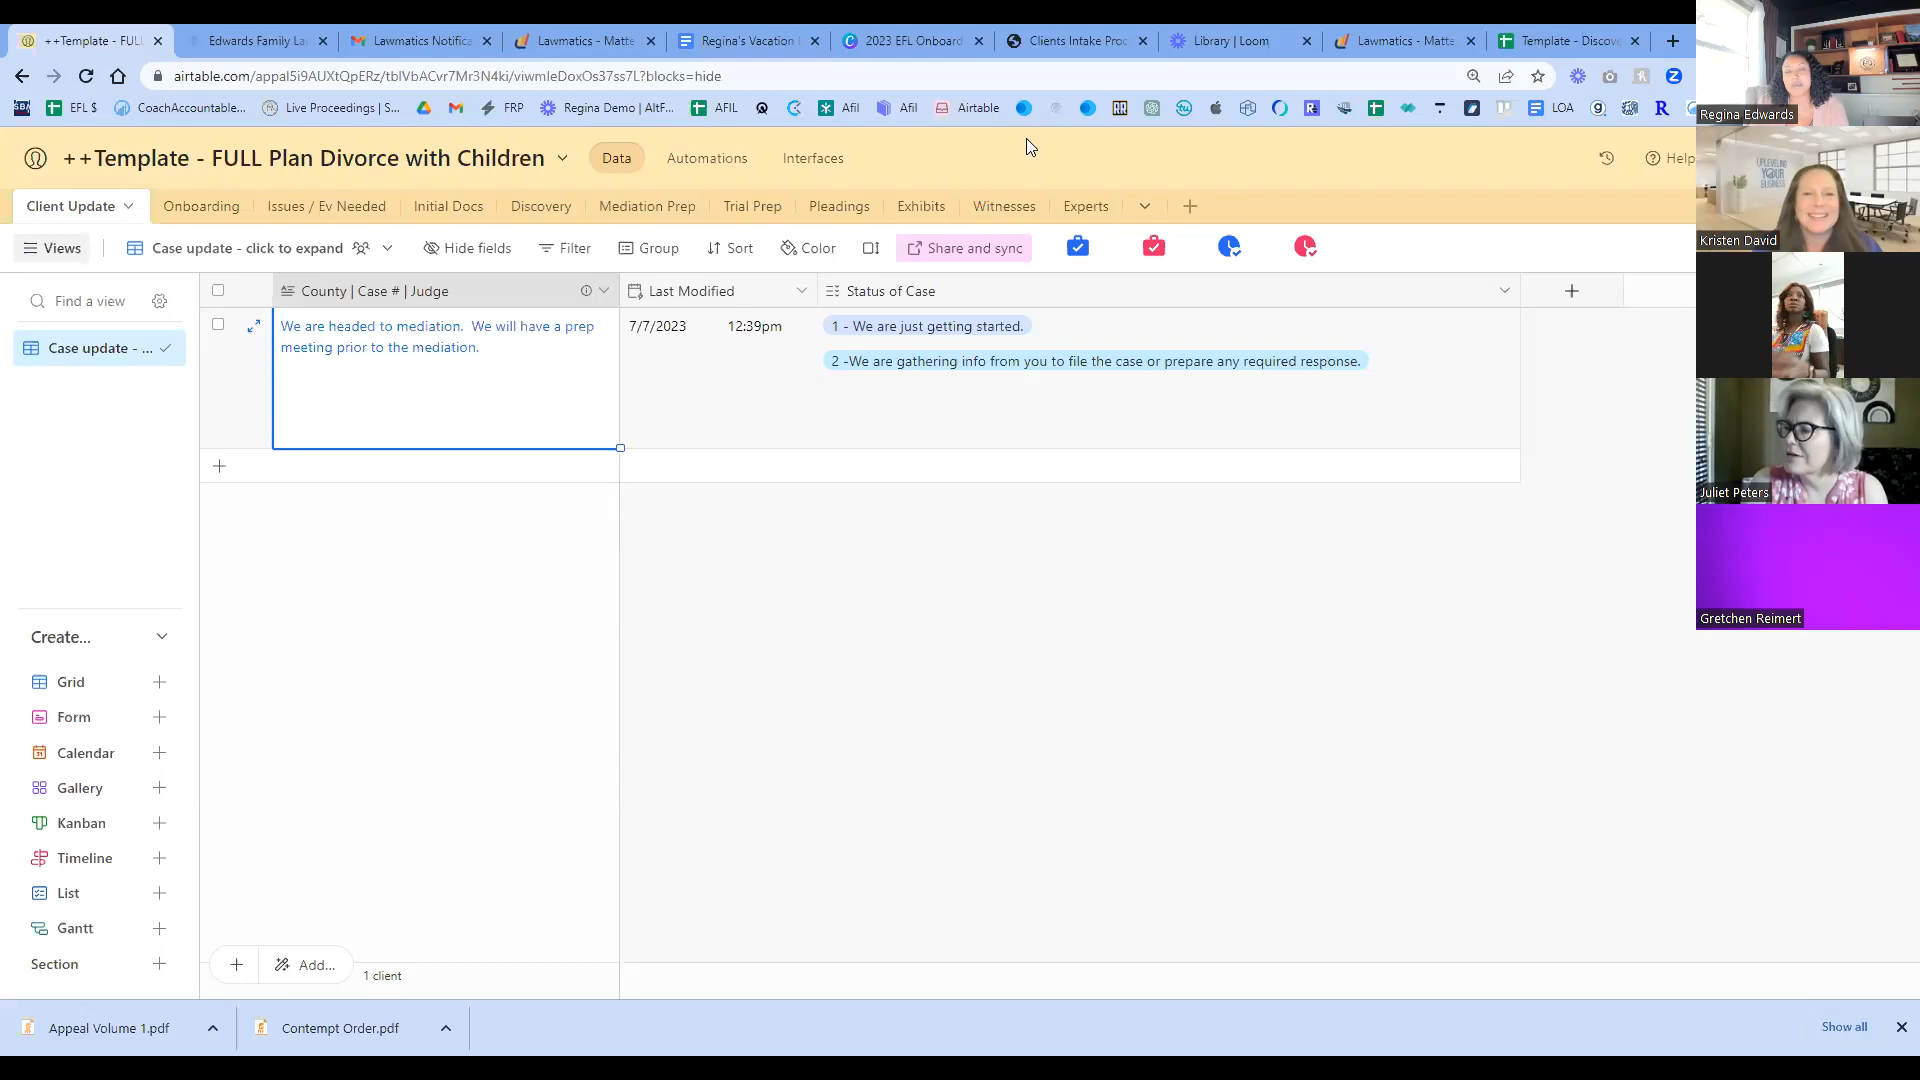 ++Template - FULL
Edwards Family La
Lawmatics Notifica
Lawmatics - Matte
Regina's Vacation
2023 EFL Onboard
Clients Intake Proc
Library | Loom
Lawmatics - Matte
Template - Discove
airtable.com/appal5i9AUXtQpERz/tblVbACvr7Mr3N4ki/viwmleDoxOs37ss7L?blocks=hide
SBA
EFL $
CoachAccountable...
Live Proceedings | S...
FRP
Regina Demo | AltF...
AFIL
Afil
Afil
Airtable
LOA
++Template - FULL Plan Divorce with Children
Data
Automations
Interfaces
Help
Client Update
Onboarding
Issues / Ev Needed
Initial Docs
Discovery
Mediation Prep
Trial Prep
Pleadings
Exhibits
Witnesses
Experts
Views
Case update - click to expand
Hide fields
Filter
Group
Sort
Color
Share and sync
Find a view
Case update - ...
County | Case # | Judge
Last Modified
Status of Case
We are headed to mediation.  We will have a prep
meeting prior to the mediation.
7/7/2023 12:39pm
1 - We are just getting started.
2 -We are gathering info from you to file the case or prepare any required response.
Create...
Grid
Form
Calendar
Gallery
Kanban
Timeline
List
Gantt
Section
Add...
1 client
Appeal Volume 1.pdf
Contempt Order.pdf
Show all
Regina Edwards
UPLEVELING
YOUR
BUSINESS
Kristen David
Juliet Peters
Gretchen Reimert